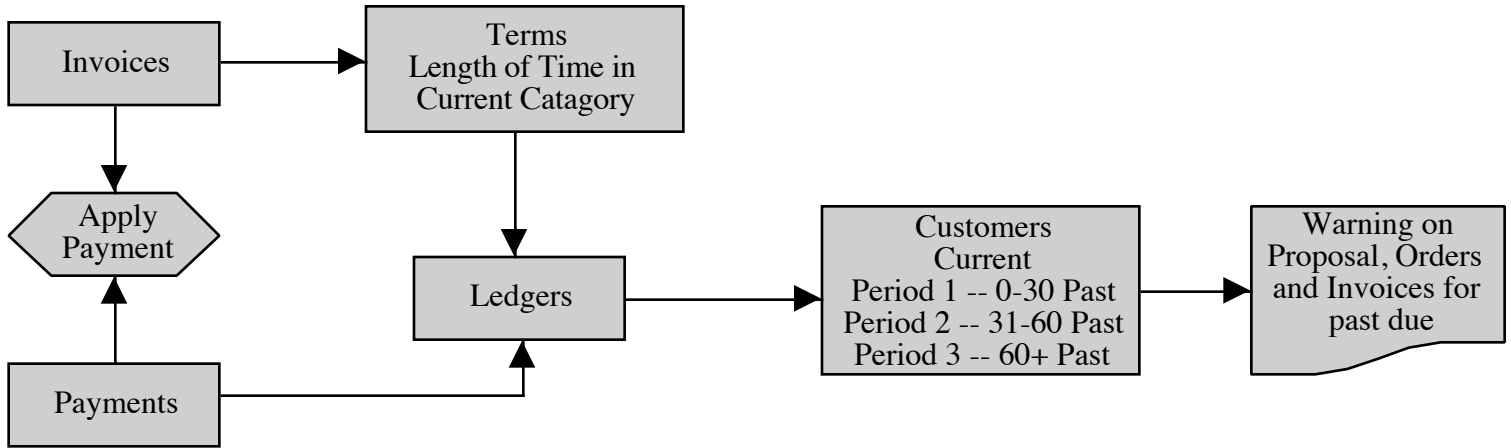 Invoices
Terms
Length of Time in
Current Catagory
Apply
Payment
Payments
Ledgers
Customers
Current
Period 1 -- 0-30 Past
Period 2 -- 31-60 Past
Period 3 -- 60+ Past
Warning on
Proposal, Orders
and Invoices for
past due